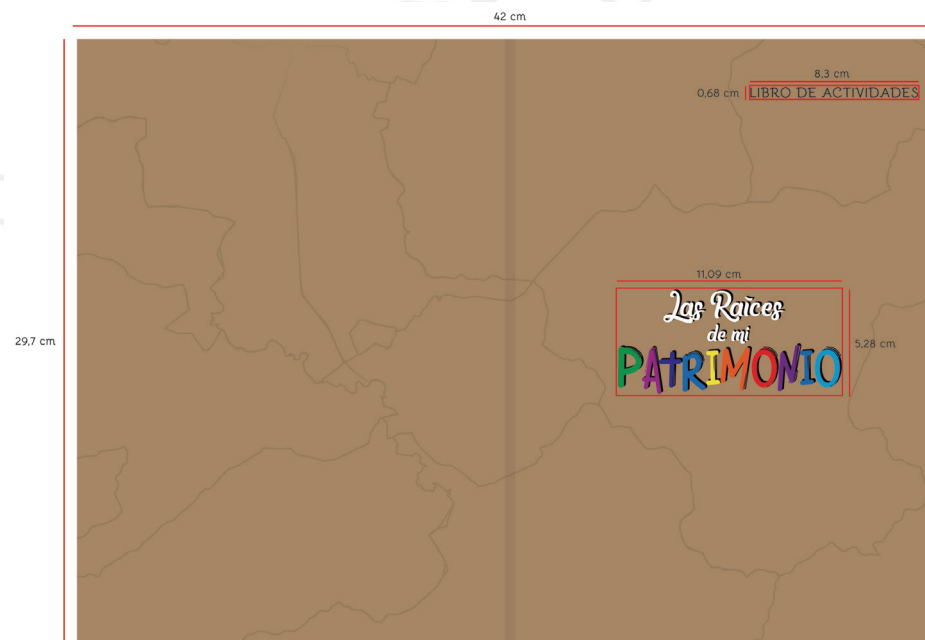 42 cm
8,3 cm
0,68 cm
LIBRO DE ACTIVIDADES
11,09 cm
Las Raíces
de mi
PATRIMONIO
29,7 cm
5,28 cm